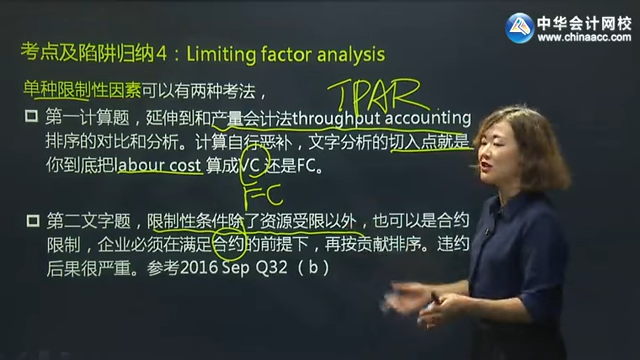 中华会计网校
www.chinaacc.com
考点及陷阱归纳4：Limiting factor analysis
单种限制性因素可以有两种考法，
TPAR
第一计算题，延伸到和产量会计法throughput accounting
排序的对比和分析。计算自行恶补，文字分析的切入点就是
你到底把labour cost 算成VC 还是FC。
FC
第二文字题，限制性条件除了资源受限以外，也可以是合约
限制，企业必须在满足合约的前提下，再按贡献排序。违约
后果很严重。参考2016 Sep Q32（b）